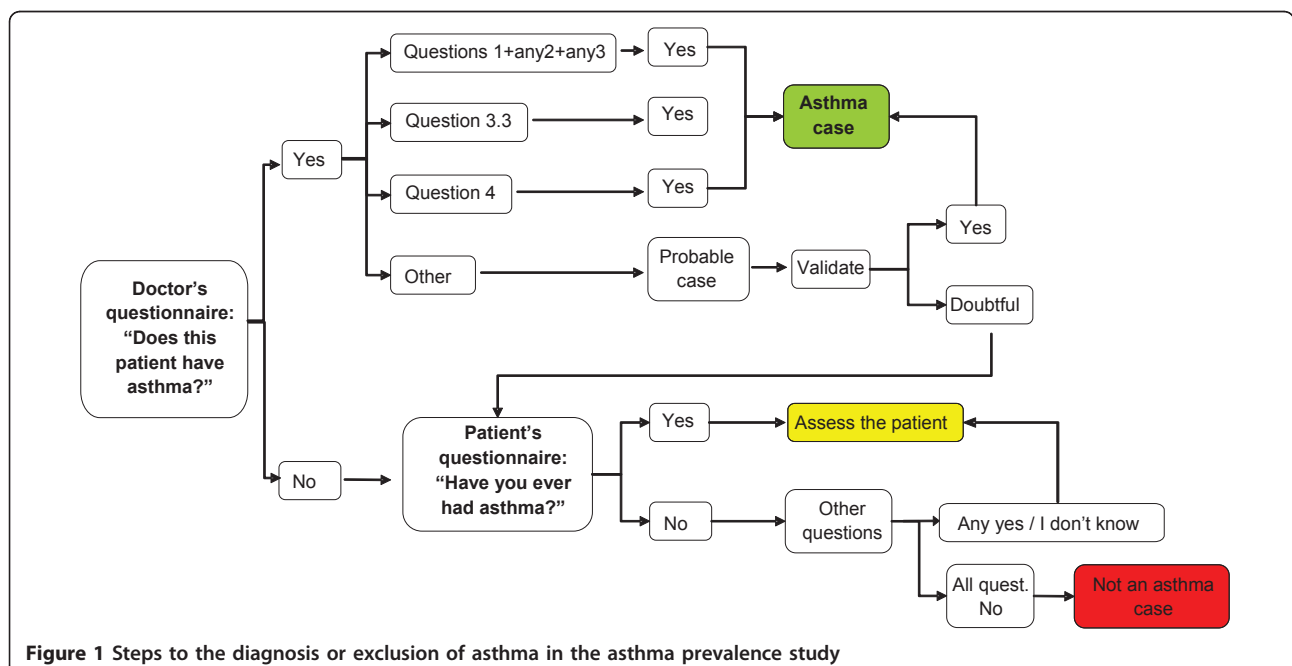 Questions 1+any2+any3
Yes
Question 3.3
Yes
Asthma
case
Yes
Question 4
Yes
Other
Probable
case
Validate
Yes
Doubtful
Doctor's
questionnaire:
"Does this
patient have
asthma?"
No
Patient's
questionnaire:
"Have you ever
had asthma?"
Yes
Assess the patient
No
Other
questions
Any yes / I don't know
All quest.
No
Not an asthma
case
Figure 1 Steps to the diagnosis or exclusion of asthma in the asthma prevalence study